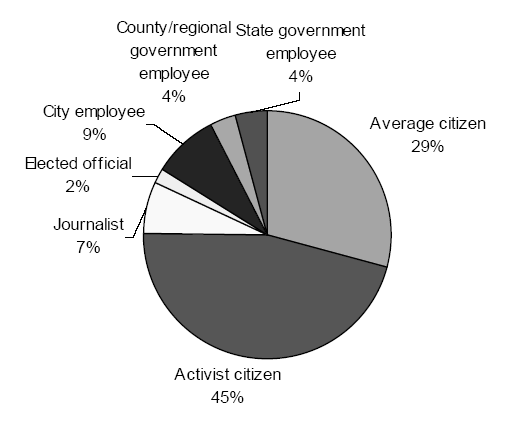 County/regional
government
employee
4%
State government
employee
4%
Average citizen
29%
City employee
9%
Elected official
2%
Journalist
7%
Activist citizen
45%